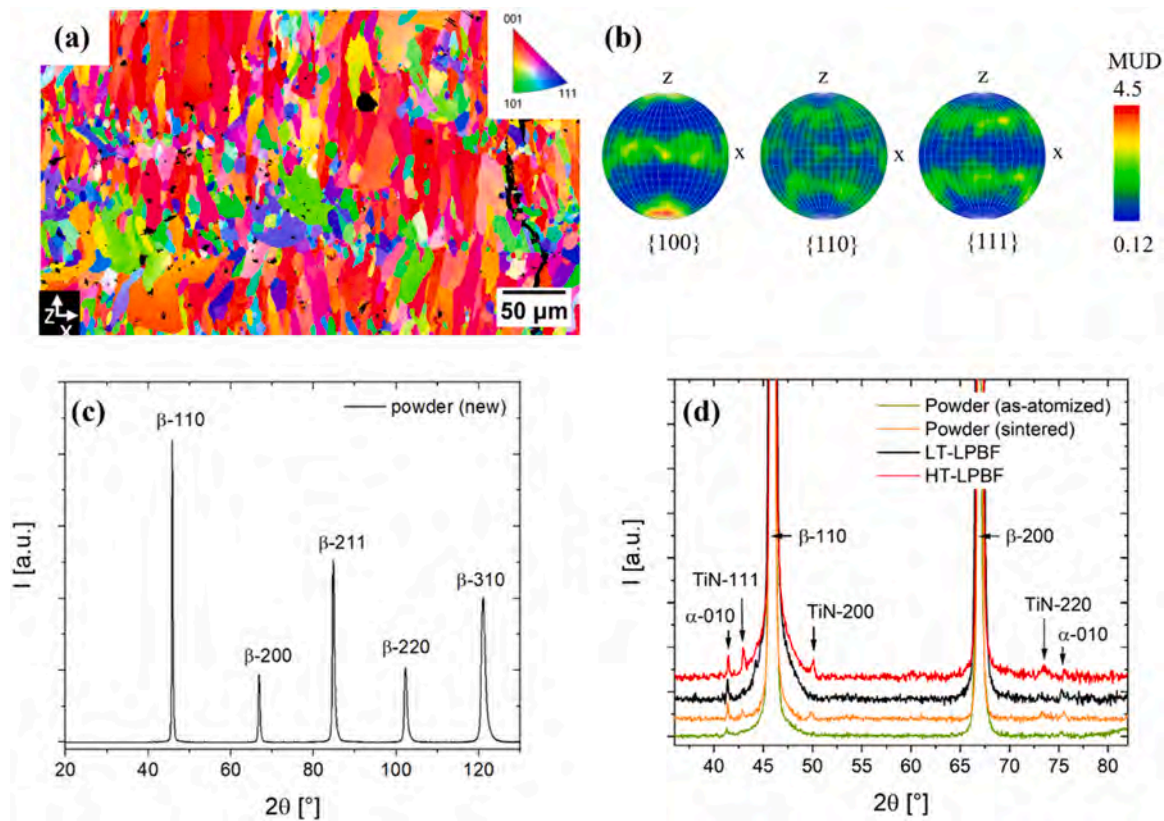 (a)
001
101
111
Z
X
50 µm
(b)
Z
Z
Z
X
X
X
{100}
{110}
{111}
MUD
4.5
0.12
(c)
powder (new)
β-110
β-200
β-211
β-220
β-310
I [a.u.]
20 40 60 80 100 120
2θ [°]
(d)
Powder (as-atomized)
Powder (sintered)
LT-LPBF
HT-LPBF
β-110
β-200
TiN-111
α-010
TiN-200
TiN-220
α-010
I [a.u.]
40 45 50 55 60 65 70 75 80
2θ [°]